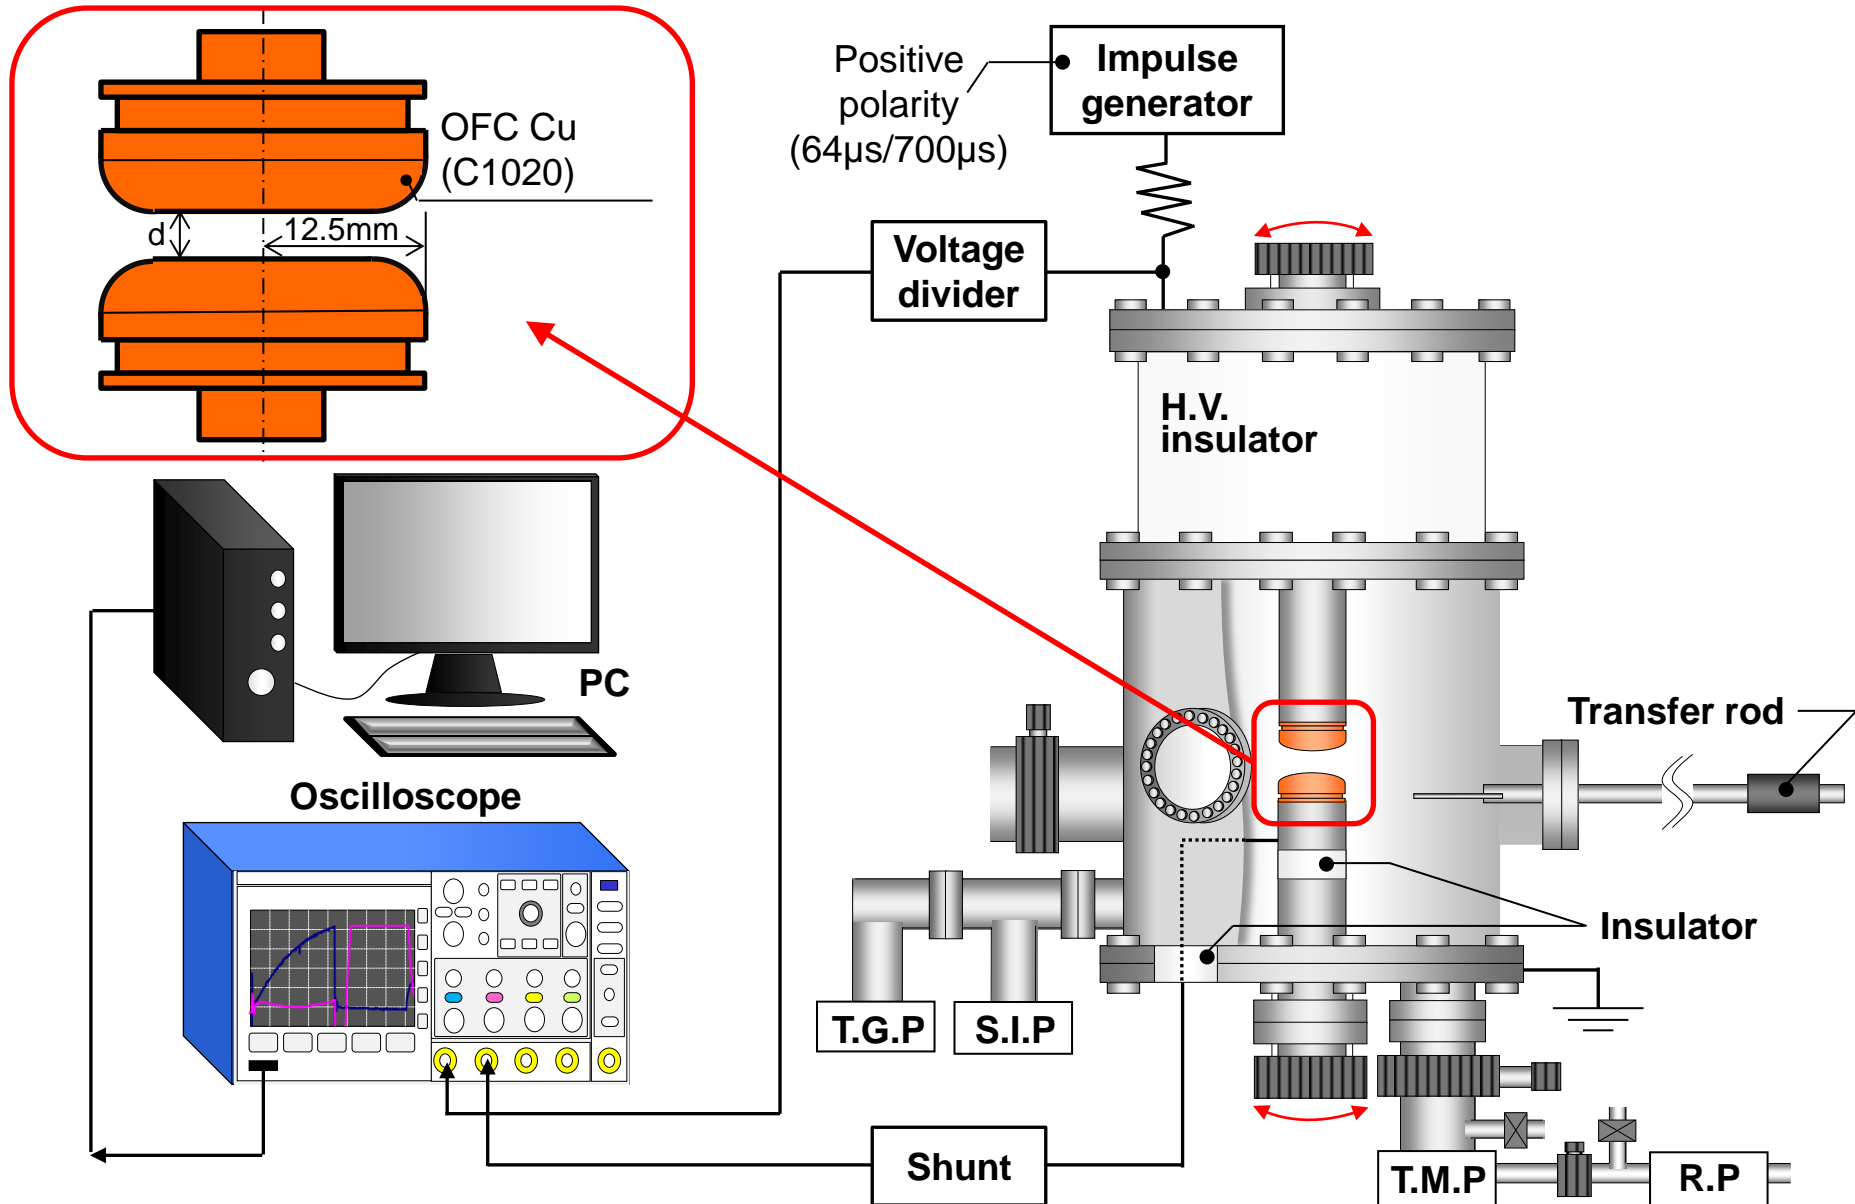 OFC Cu
(C1020)
d
12.5mm
Positive
polarity
(64µs/700µs)
Impulse
generator
Voltage
divider
H.V.
insulator
PC
Oscilloscope
Transfer rod
Insulator
T.G.P
S.I.P
Shunt
T.M.P
R.P